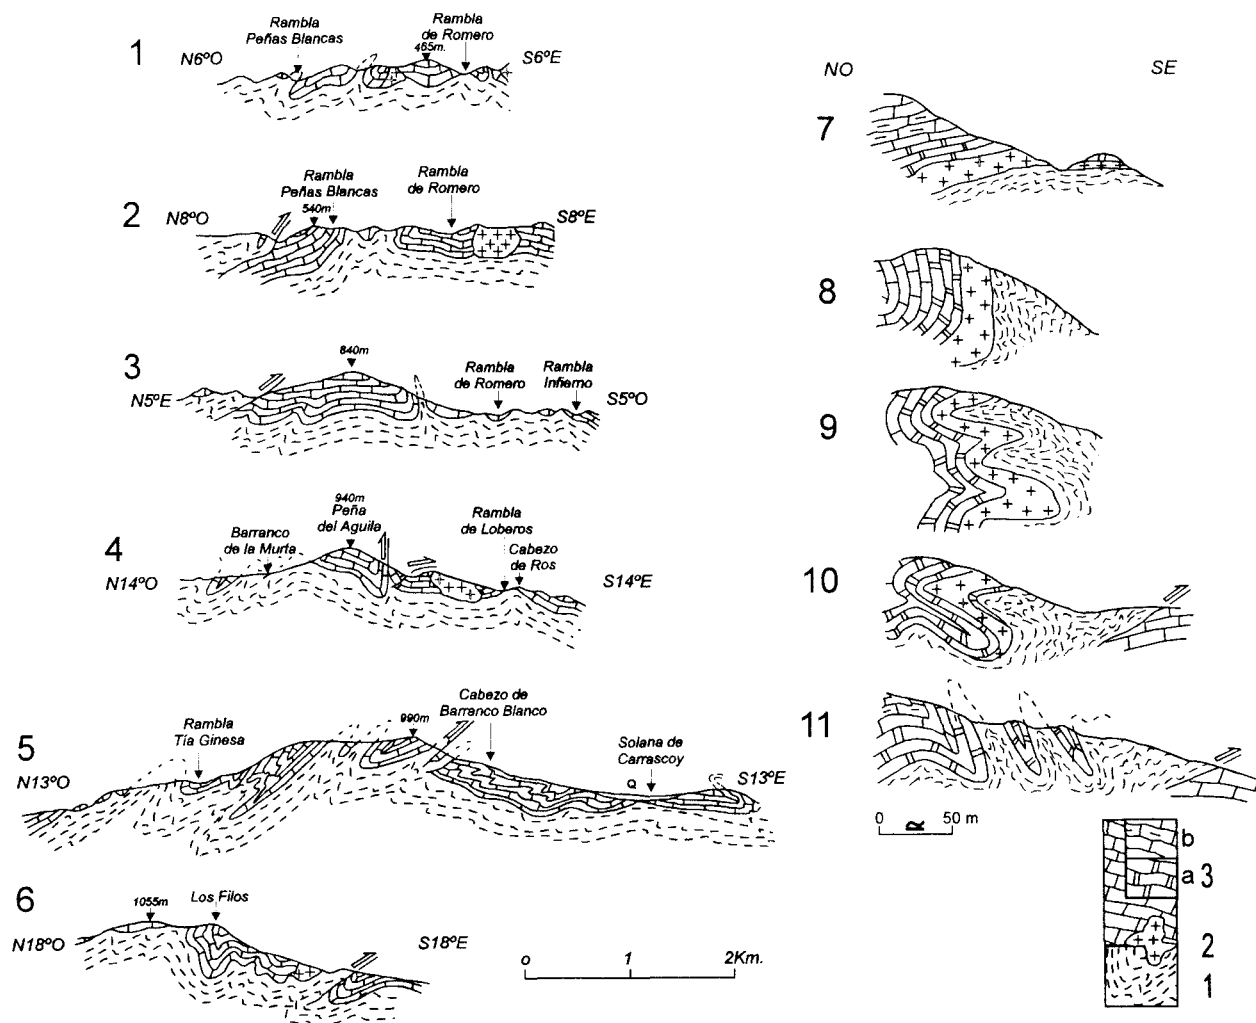 1
N6ºO
Rambla
Peñas Blancas
Rambla
de Romero
465m.
S6ºE
2
N8ºO
Rambla
Peñas Blancas
540m
Rambla
de Romero
S8ºE
3
N5ºE
840m
Rambla
de Romero
Rambla
Infierno
S5ºO
4
N14ºO
Barranco
de la Murta
940m
Peña
del Aguila
Rambla
de Loberos
Cabezo
de Ros
S14ºE
5
N13ºO
Rambla
Tía Ginesa
990m
Cabezo de
Barranco Blanco
Solana de
Carrascoy
Q
S13ºE
6
N18ºO
1055m
Los Filos
S18ºE
0 1 2Km.
NO SE
7
8
9
10
11
0 50 m
b
a 3
2
1